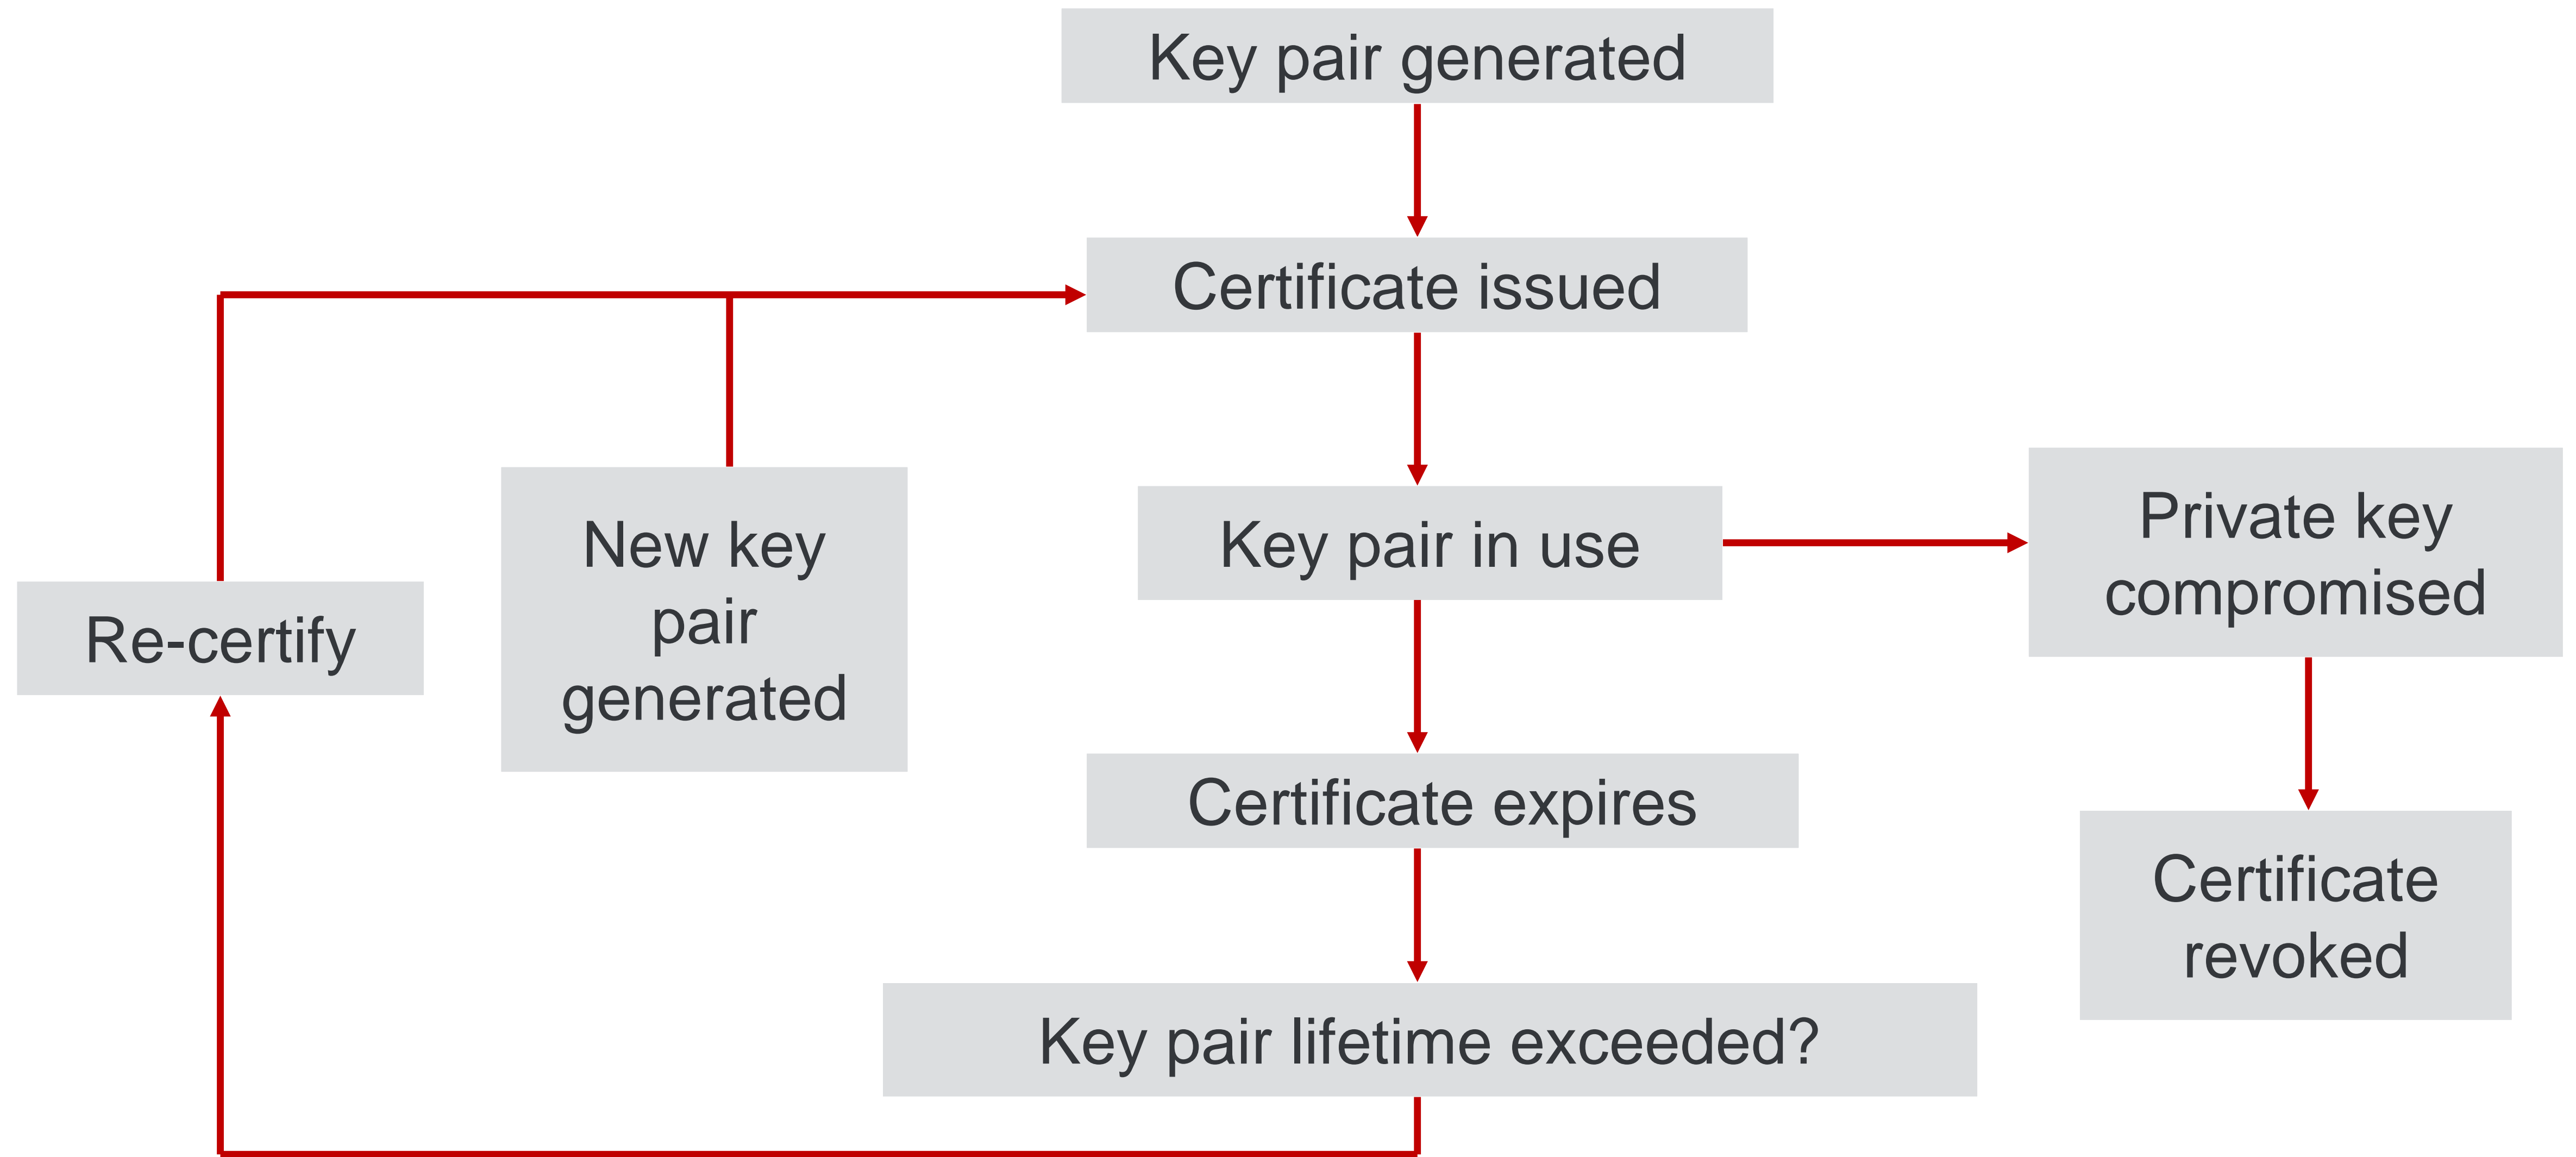 Key pair generated
Certificate issued
Key pair in use
Private key
compromised
New key
pair
generated
Re-certify
Certificate expires
Certificate
revoked
Key pair lifetime exceeded?